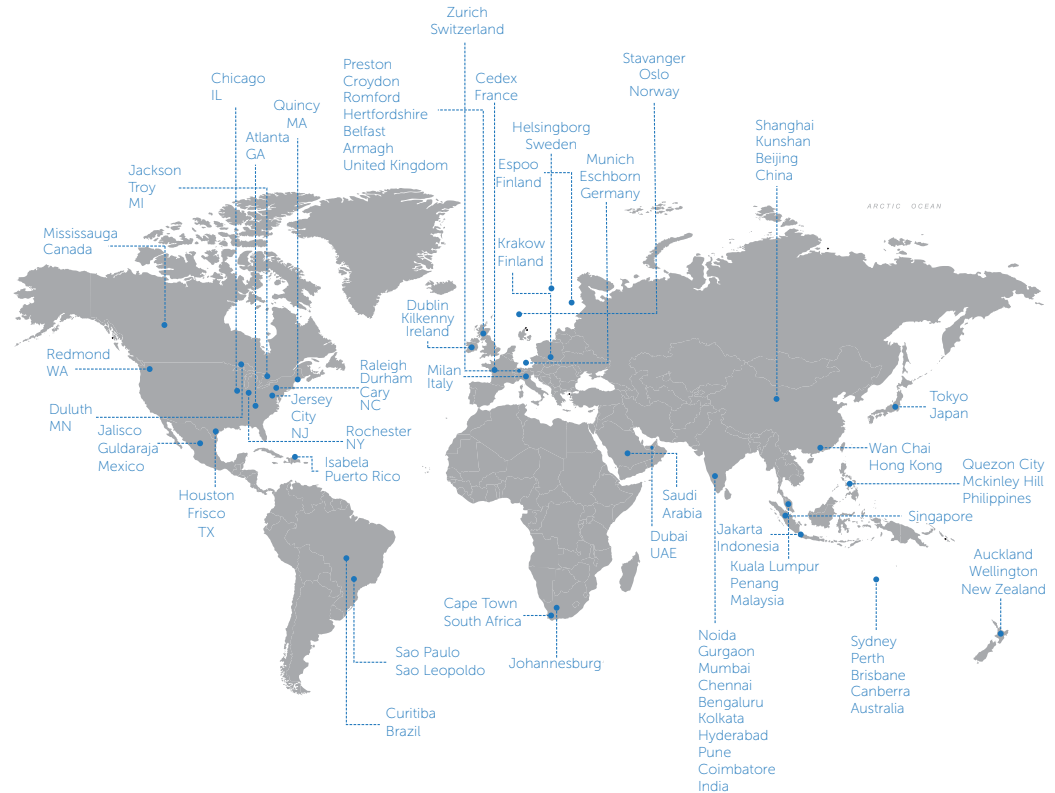 Zurich
Switzerland
Stavanger
Oslo
Norway
Preston
Croydon
Romford
Hertfordshire
Belfast
Armagh
United Kingdom
Cedex
France
Chicago
IL
Quincy
MA
Atlanta
GA
Helsingborg
Sweden
Espoo
Finland
Munich
Eschborn
Germany
Shanghai
Kunshan
Beijing
China
Jackson
Troy
MI
ARCTIC OCEAN
Mississauga
Canada
Krakow
Finland
Dublin
Kilkenny
Ireland
Redmond
WA
Milan
Italy
Raleigh
Durham
Cary
NC
Jersey
City
NJ
Tokyo
Japan
Duluth
MN
Jalisco
Guldaraja
Mexico
Rochester
NY
Isabela
Puerto Rico
Wan Chai
Hong Kong
Quezon City
Mckinley Hill
Philippines
Houston
Frisco
TX
Saudi
Arabia
Singapore
Dubai
UAE
Jakarta
Indonesia
Kuala Lumpur
Penang
Malaysia
Auckland
Wellington
New Zealand
Cape Town
South Africa
Johannesburg
Noida
Gurgaon
Mumbai
Chennai
Bengaluru
Kolkata
Hyderabad
Pune
Coimbatore
India
Sydney
Perth
Brisbane
Canberra
Australia
Sao Paulo
Sao Leopoldo
Curitiba
Brazil